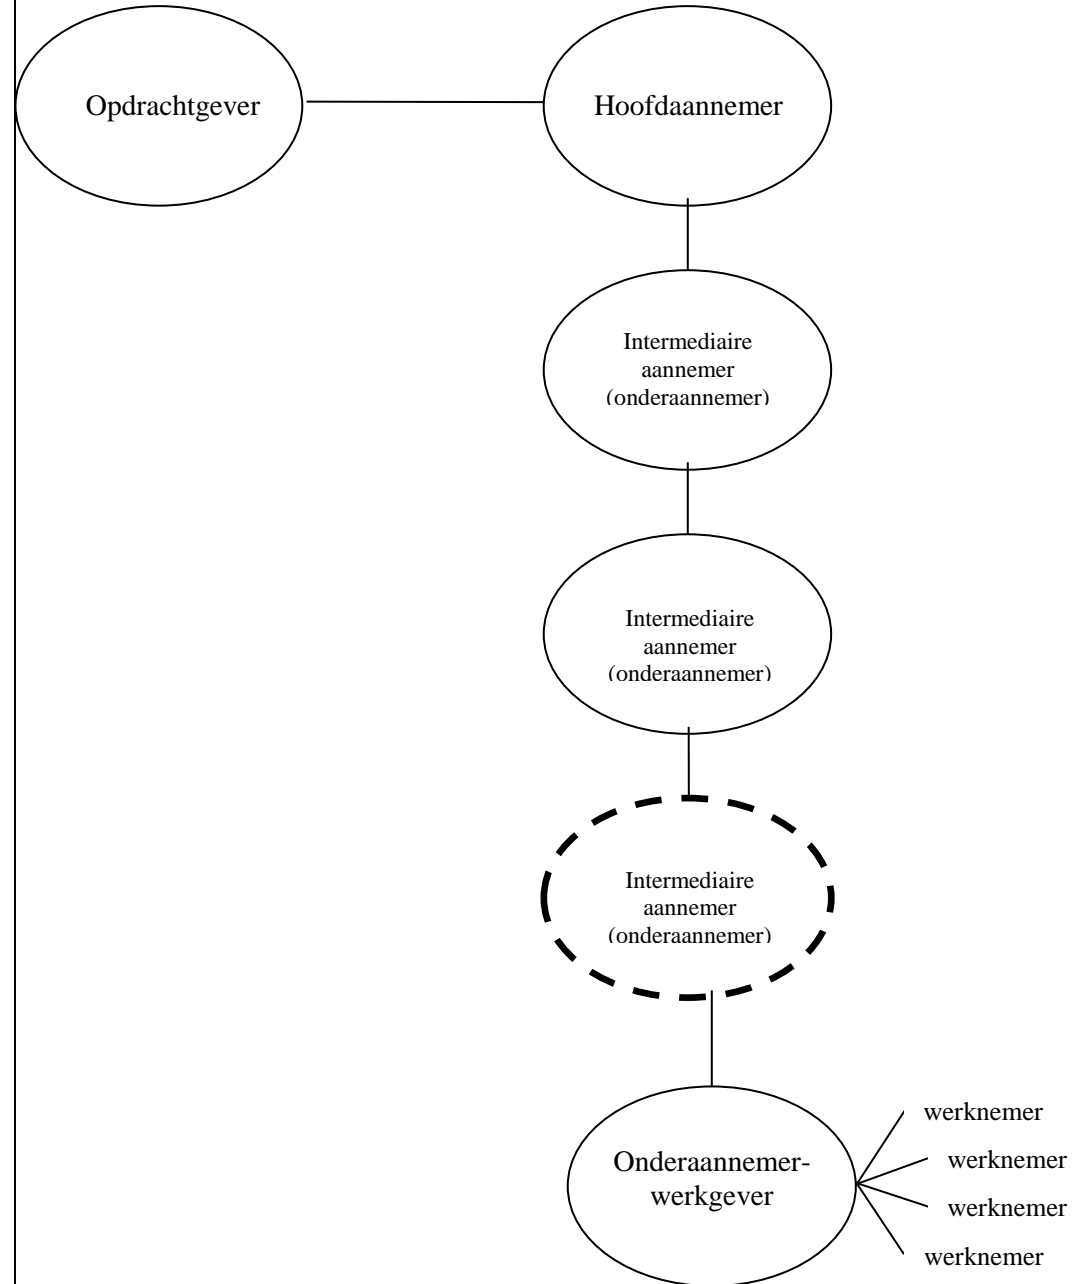 Opdrachtgever
Hoofdaannemer
Intermediaire
aannemer
(onderaannemer)
Intermediaire
aannemer
(onderaannemer)
Intermediaire
aannemer
(onderaannemer)
Onderaannemer-
werkgever
werknemer
werknemer
werknemer
werknemer